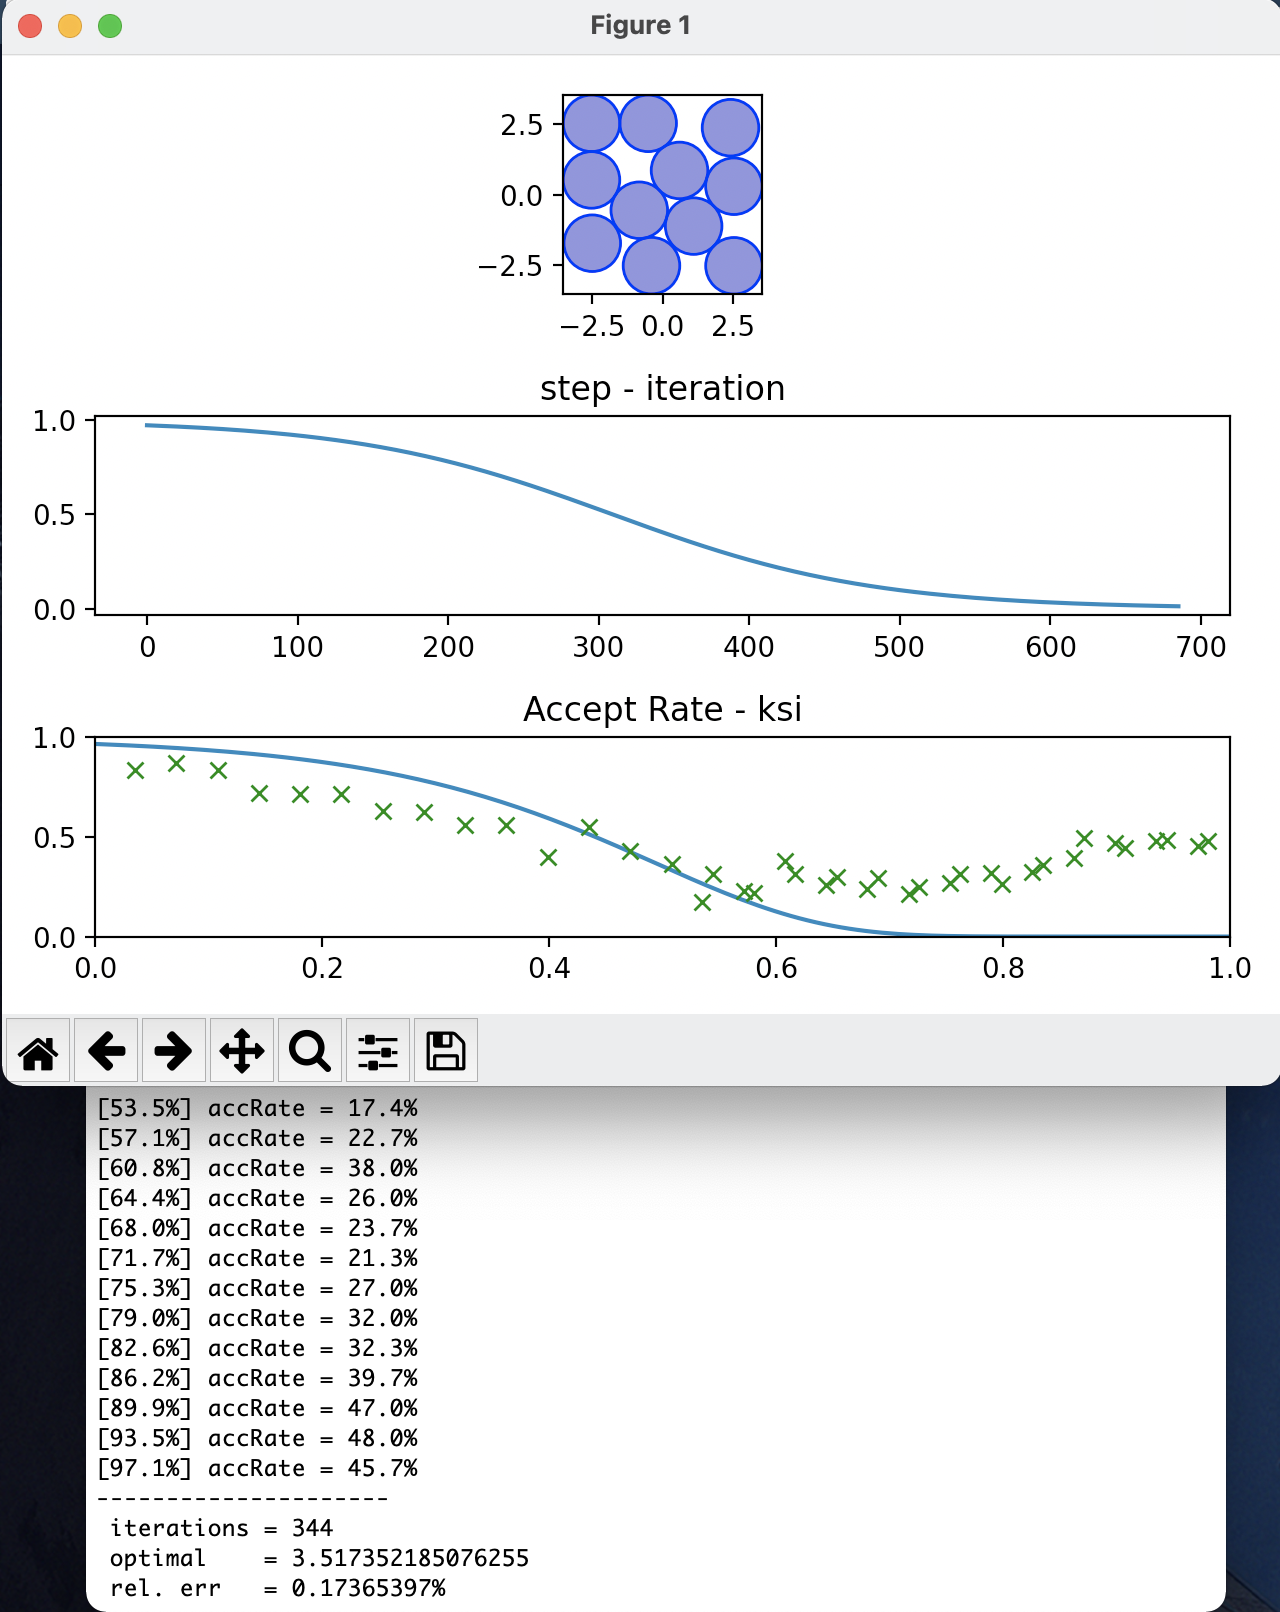 Figure 1
2.5
0.0
−2.5
−2.5 0.0 2.5
step - iteration
1.0
0.5
0.0
0 100 200 300 400 500 600 700
Accept Rate - ksi
1.0
0.5
0.0
0.0 0.2 0.4 0.6 0.8 1.0
[53.5%] accRate = 17.4%
[57.1%] accRate = 22.7%
[60.8%] accRate = 38.0%
[64.4%] accRate = 26.0%
[68.0%] accRate = 23.7%
[71.7%] accRate = 21.3%
[75.3%] accRate = 27.0%
[79.0%] accRate = 32.0%
[82.6%] accRate = 32.3%
[86.2%] accRate = 39.7%
[89.9%] accRate = 47.0%
[93.5%] accRate = 48.0%
[97.1%] accRate = 45.7%
----------------------
iterations = 344
optimal = 3.517352185076255
rel. err = 0.17365397%